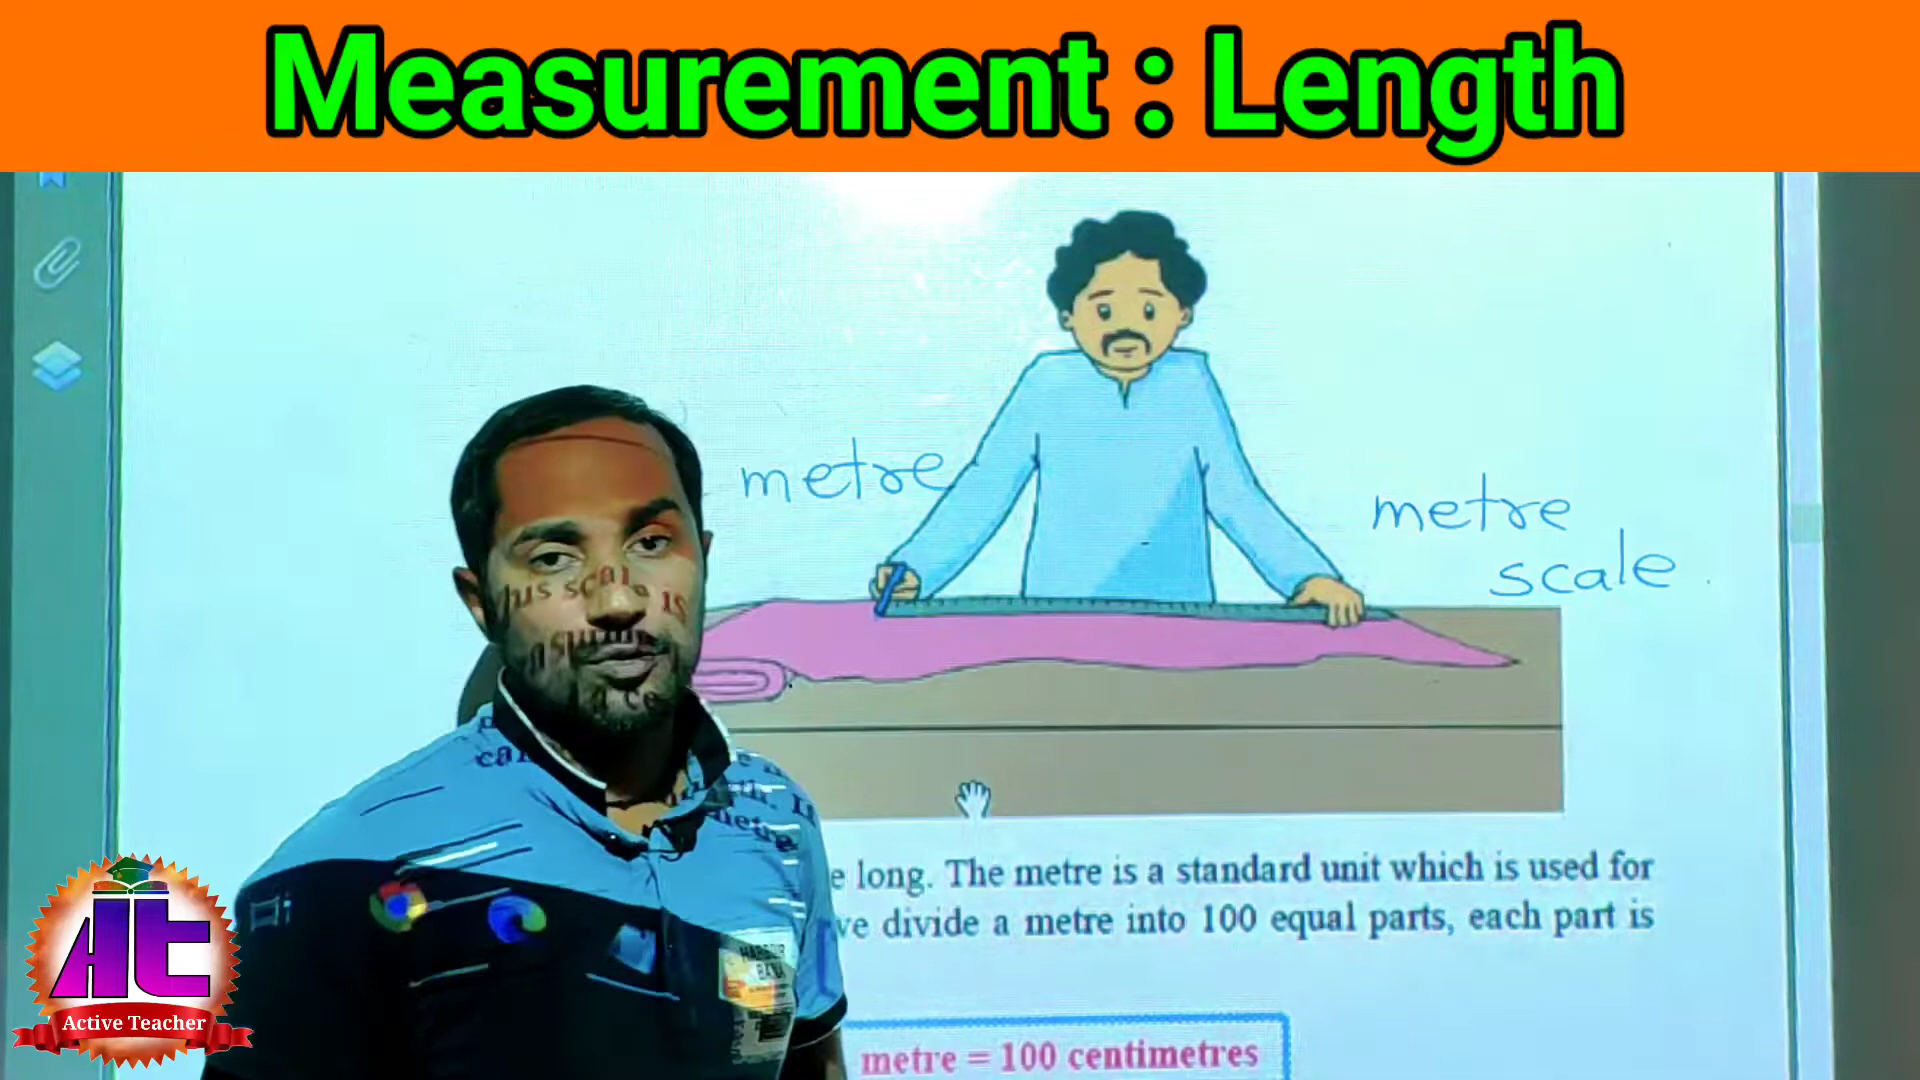 Measurement : Length
metre
metre
scale
long. The metre is a standard unit which is used for
divide a metre into 100 equal parts, each part is
metre = 100 centimetres
At
Active Teacher